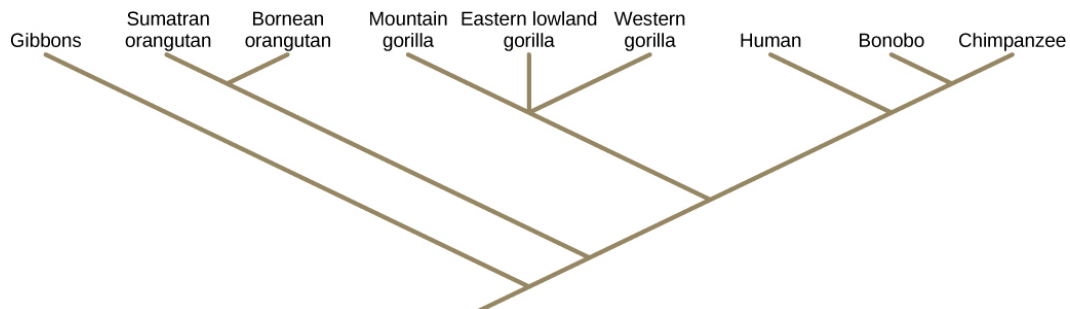 Gibbons
Sumatran
orangutan
Bornean
orangutan
Mountain
gorilla
Eastern lowland
gorilla
Western
gorilla
Human
Bonobo
Chimpanzee